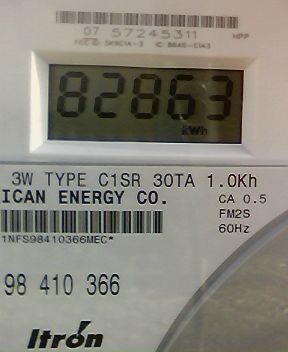 07 57245311 HPP
82863
kWh
3W TYPE C1SR 30TA 1.0Kh
ICAN ENERGY CO.
CA 0.5
FM2S
60Hz
1NFS98410366MEC*
98 410 366
Itron